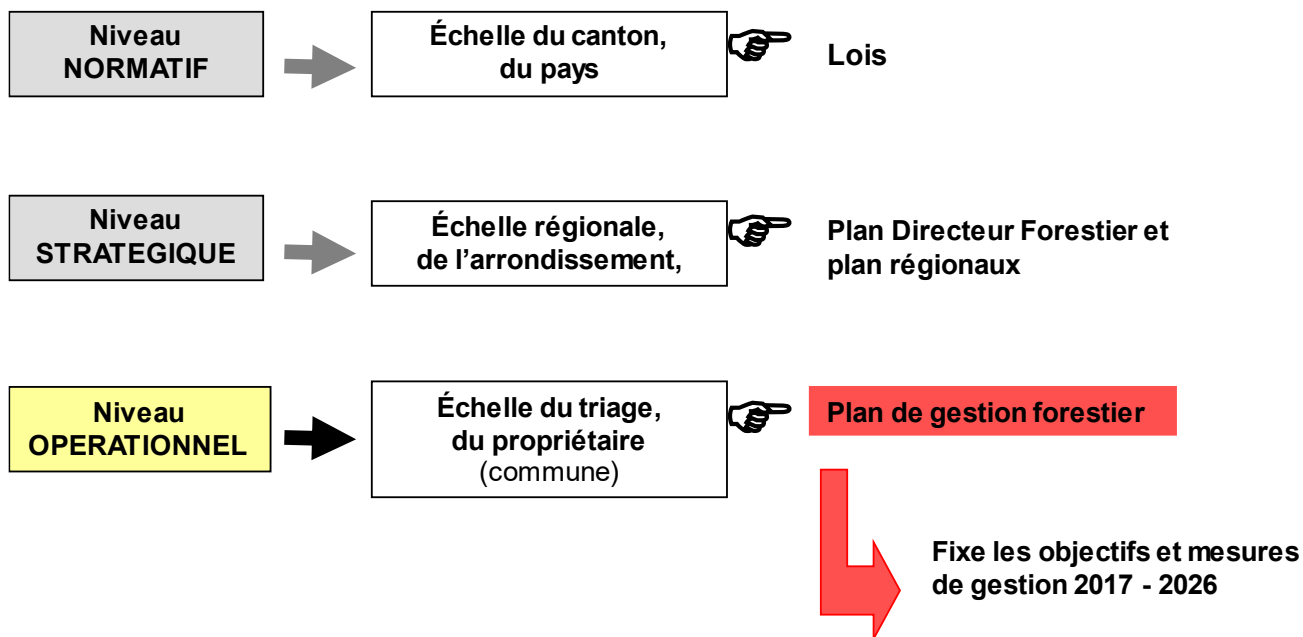 Niveau
NORMATIF
Échelle du canton,
du pays
Lois
Niveau
STRATEGIQUE
Échelle régionale,
de l'arrondissement,
Plan Directeur Forestier et
plan régionaux
Niveau
OPERATIONNEL
Échelle du triage,
du propriétaire
(commune)
Plan de gestion forestier
Fixe les objectifs et mesures
de gestion 2017 - 2026